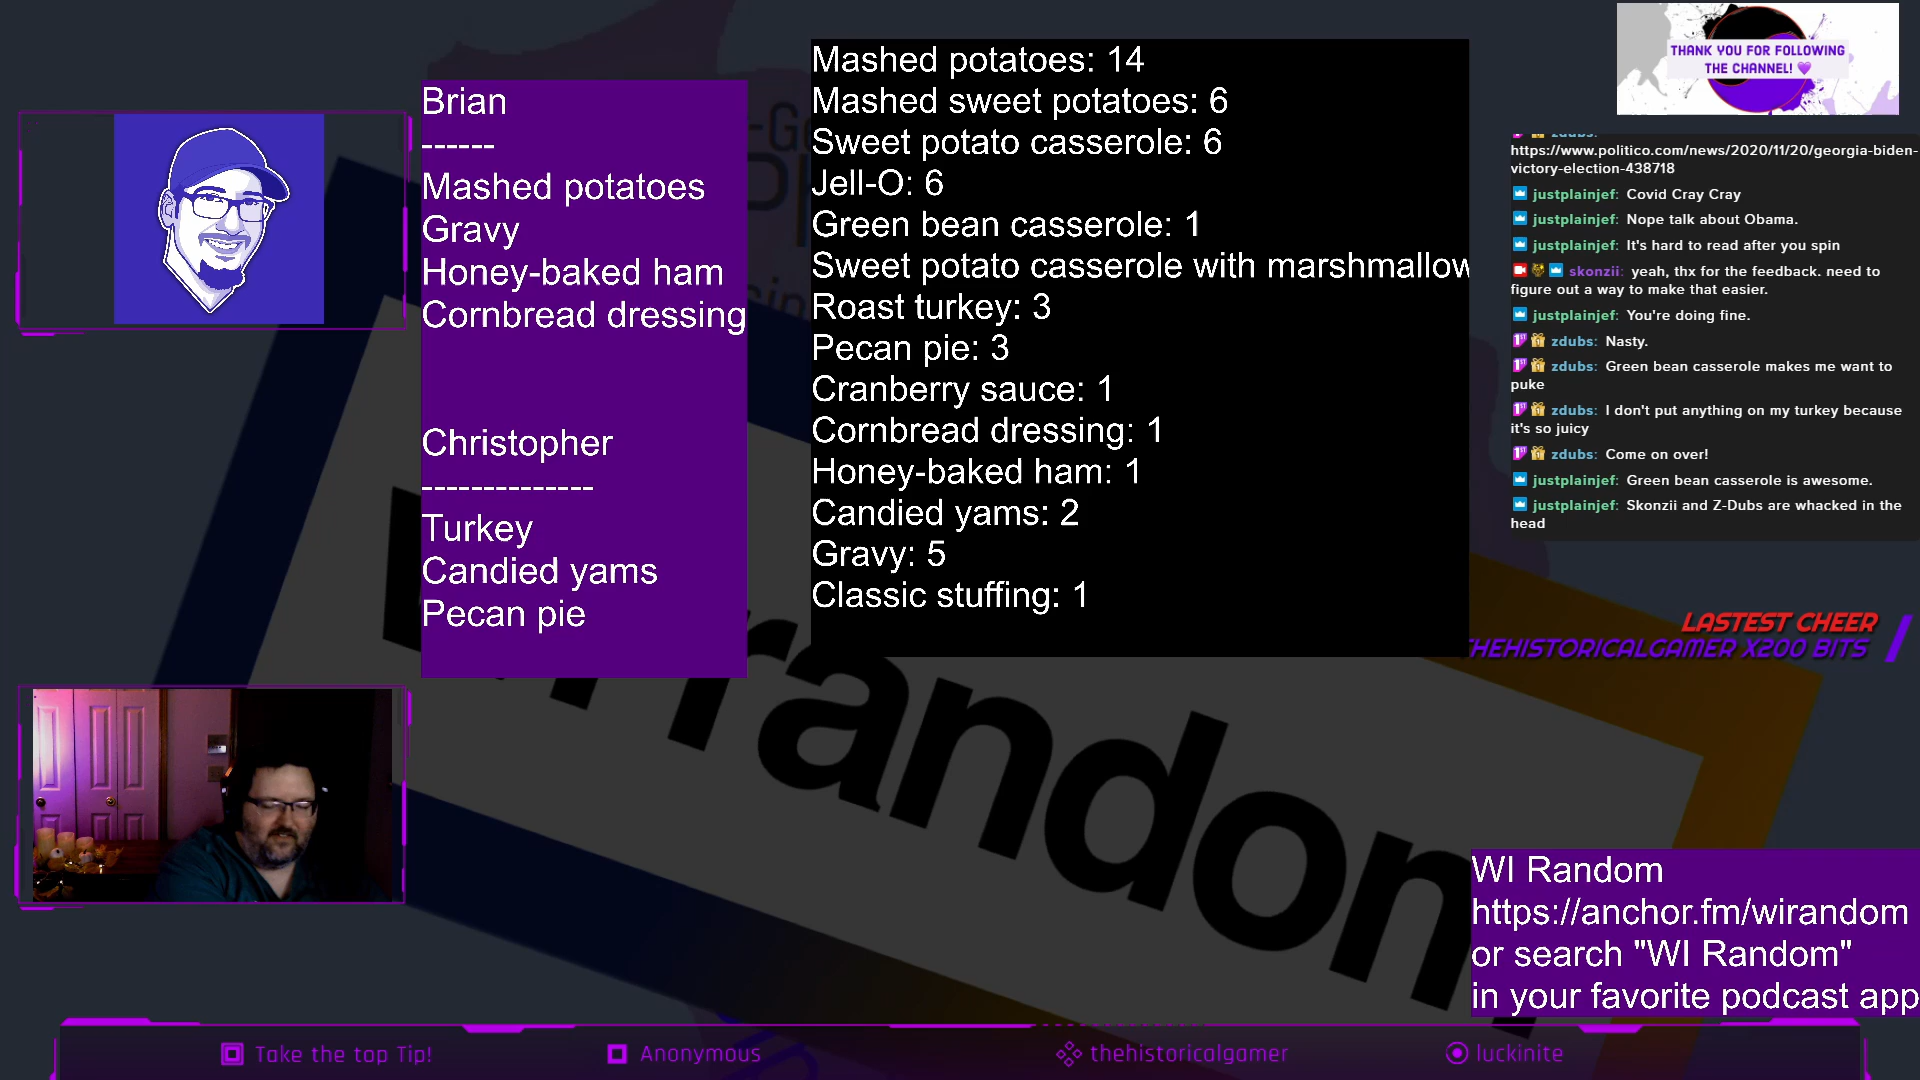 Brian
------
Mashed potatoes
Gravy
Honey-baked ham
Cornbread dressing
Christopher
--------------
Turkey
Candied yams
Pecan pie
Mashed potatoes: 14
Mashed sweet potatoes: 6
Sweet potato casserole: 6
Jell-O: 6
Green bean casserole: 1
Sweet potato casserole with marshmallow
Roast turkey: 3
Pecan pie: 3
Cranberry sauce: 1
Cornbread dressing: 1
Honey-baked ham: 1
Candied yams: 2
Gravy: 5
Classic stuffing: 1
THANK YOU FOR FOLLOWING
THE CHANNEL! 💜
zdubs:
https://www.politico.com/news/2020/11/20/georgia-biden-
victory-election-438718
justplainjef: Covid Cray Cray
justplainjef: Nope talk about Obama.
justplainjef: It's hard to read after you spin
skonzii: yeah, thx for the feedback. need to
figure out a way to make that easier.
justplainjef: You're doing fine.
zdubs: Nasty.
zdubs: Green bean casserole makes me want to
puke
zdubs: I don't put anything on my turkey because
it's so juicy
zdubs: Come on over!
justplainjef: Green bean casserole is awesome.
justplainjef: Skonzii and Z-Dubs are whacked in the
head
LASTEST CHEER
THEHISTORICALGAMER X200 BITS
random
WI Random
https://anchor.fm/wirandom
or search "WI Random"
in your favorite podcast app
Take the top Tip!
Anonymous
thehistoricalgamer
luckinite